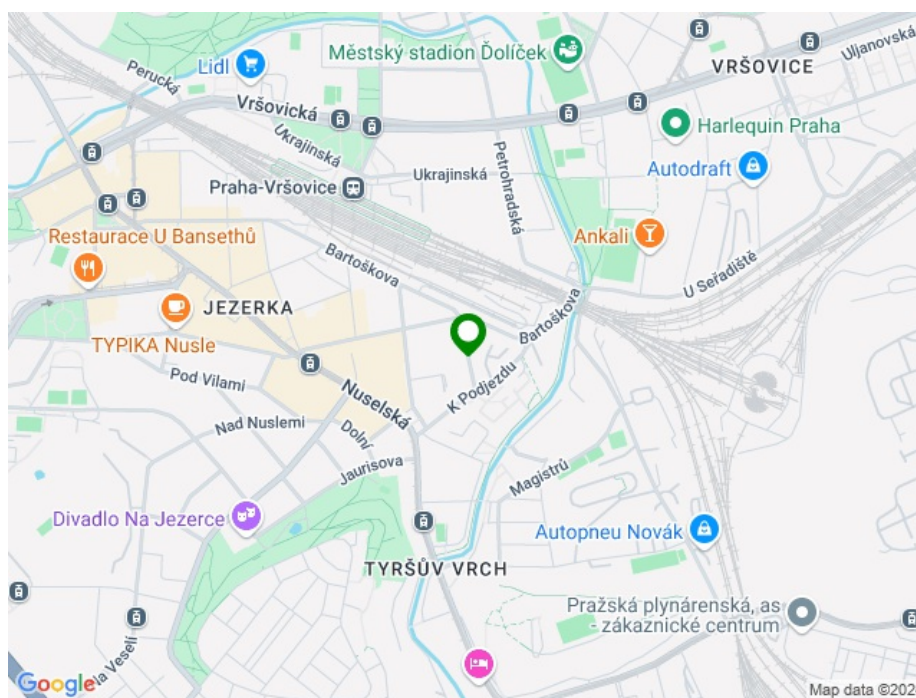 Městský stadion Ďolíček
Uljanovská
Lidl
VRŠOVICE
Perucká
Vršovická
Harlequin Praha
Ukrajinská
Petrohradská
Autodraft
Praha-Vršovice
Ukrajinská
Restaurace U Bansethů
Ankali
Bartoškova
U Seřadiště
JEZERKA
Bartoškova
TYPIKA Nusle
Pod Vilami
K Podjezdu
Nuselská
Nad Nuslemi
Dolní
Jaurisova
Magistrů
Divadlo Na Jezerce
Autopneu Novák
TYRŠŮV VRCH
Pražská plynárenská, as
- zákaznické centrum
Google
la Veselí
Map data ©202